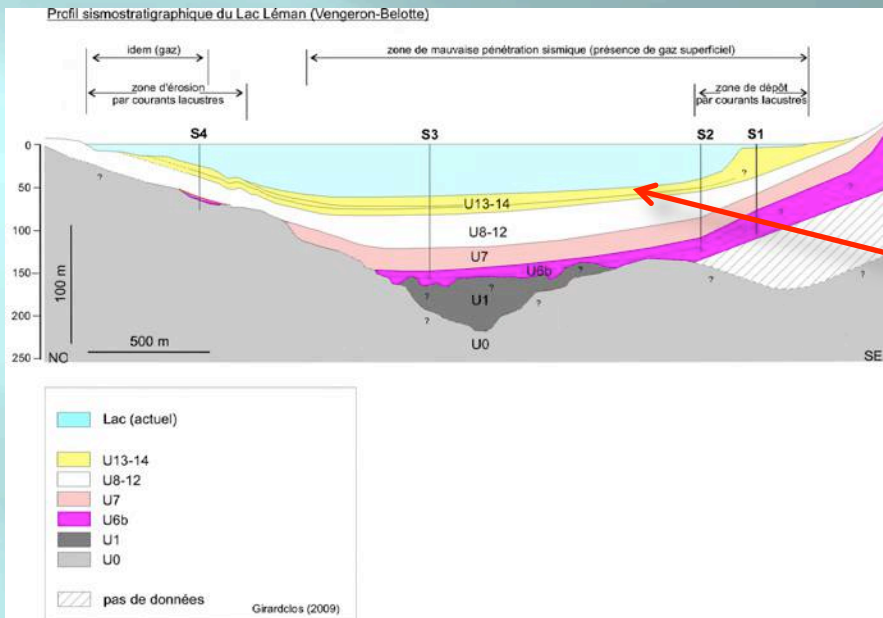 Profil sismostratigraphique du Lac Léman (Vengeron-Belotte)
idem (gaz)
zone de mauvaise pénétration sismique (présence de gaz superficiel)
zone d'érosion
par courants lacustres
zone de dépôt
par courants lacustres
S4
S3
S2
S1
0
50
100
150
200
250
100 m
500 m
NO
SE
?
?
?
?
?
?
?
?
?
?
?
?
?
U13-14
U8-12
U7
U6b
U1
U0
Lac (actuel)
U13-14
U8-12
U7
U6b
U1
U0
pas de données
Girardclos (2009)